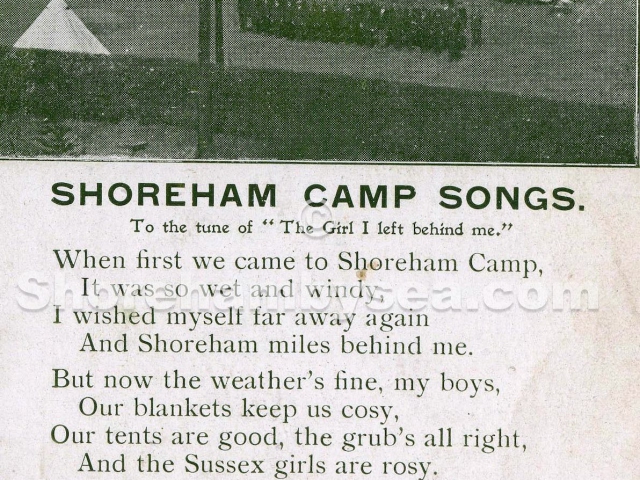 SHOREHAM CAMP SONGS.
To the tune of "The Girl I left behind me."
When first we came to Shoreham Camp,
It was so wet and windy,
I wished myself far away again
And Shoreham miles behind me.
But now the weather's fine, my boys,
Our blankets keep us cosy,
Our tents are good, the grub's all right,
And the Sussex girls are rosy.
©
Shorehambysea.com